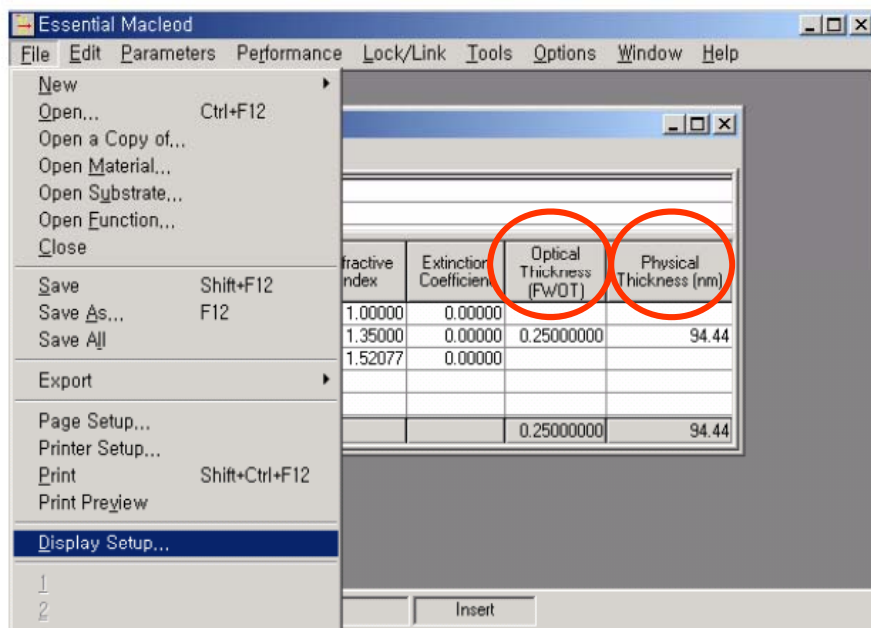 Essential Macleod
File Edit Parameters Performance Lock/Link Tools Options Window Help
New
Open... Ctrl+F12
Open a Copy of...
Open Material...
Open Substrate...
Open Function...
Close
Save Shift+F12
Save As... F12
Save All
Export
Page Setup...
Printer Setup...
Print Shift+Ctrl+F12
Print Preview
Display Setup...
1
2
fractive
ndex
Extinction
Coefficient
Optical
Thickness
(FWOT)
Physical
Thickness (nm)
1.00000 0.00000
1.35000 0.00000 0.25000000 94.44
1.52077 0.00000
0.25000000 94.44
Insert